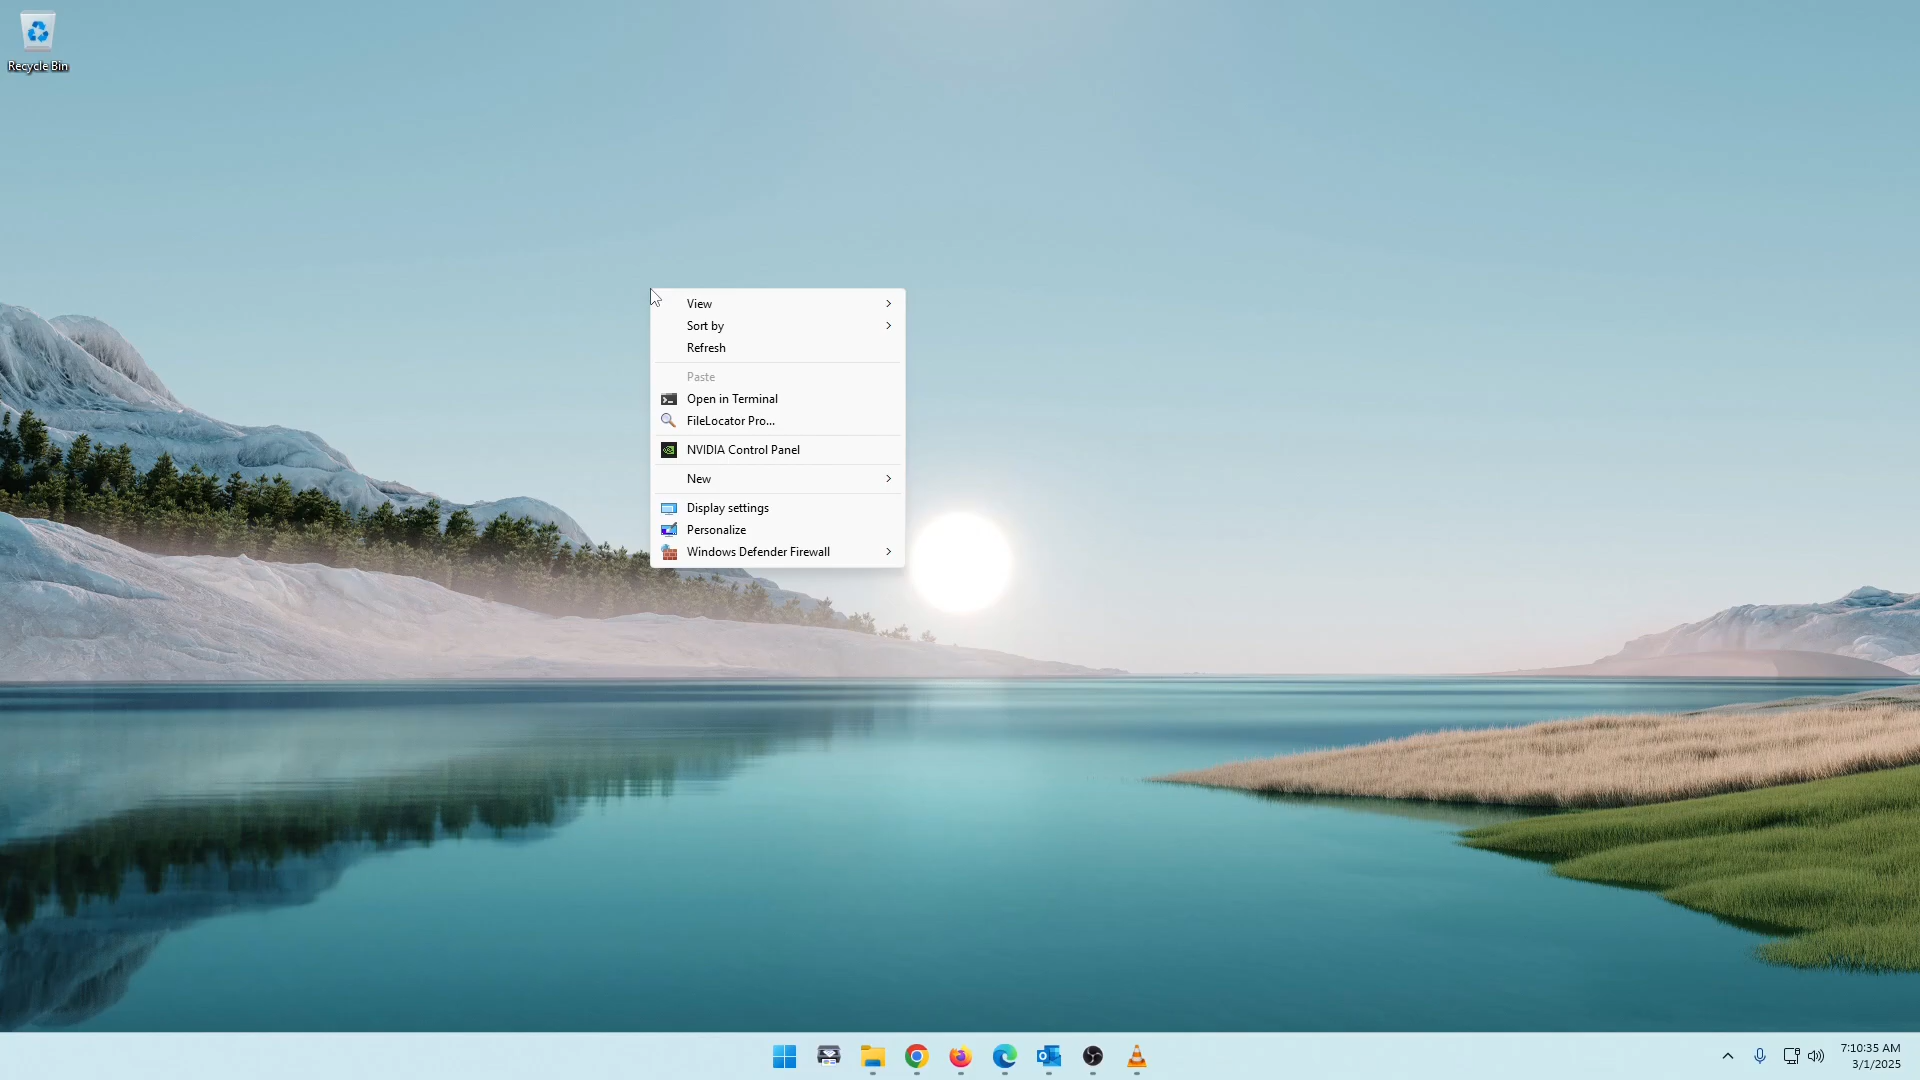 Recycle Bin
View
Sort by
Refresh
Paste
Open in Terminal
FileLocator Pro...
NVIDIA Control Panel
New
Display settings
Personalize
Windows Defender Firewall
7:10:35 AM
3/1/2025